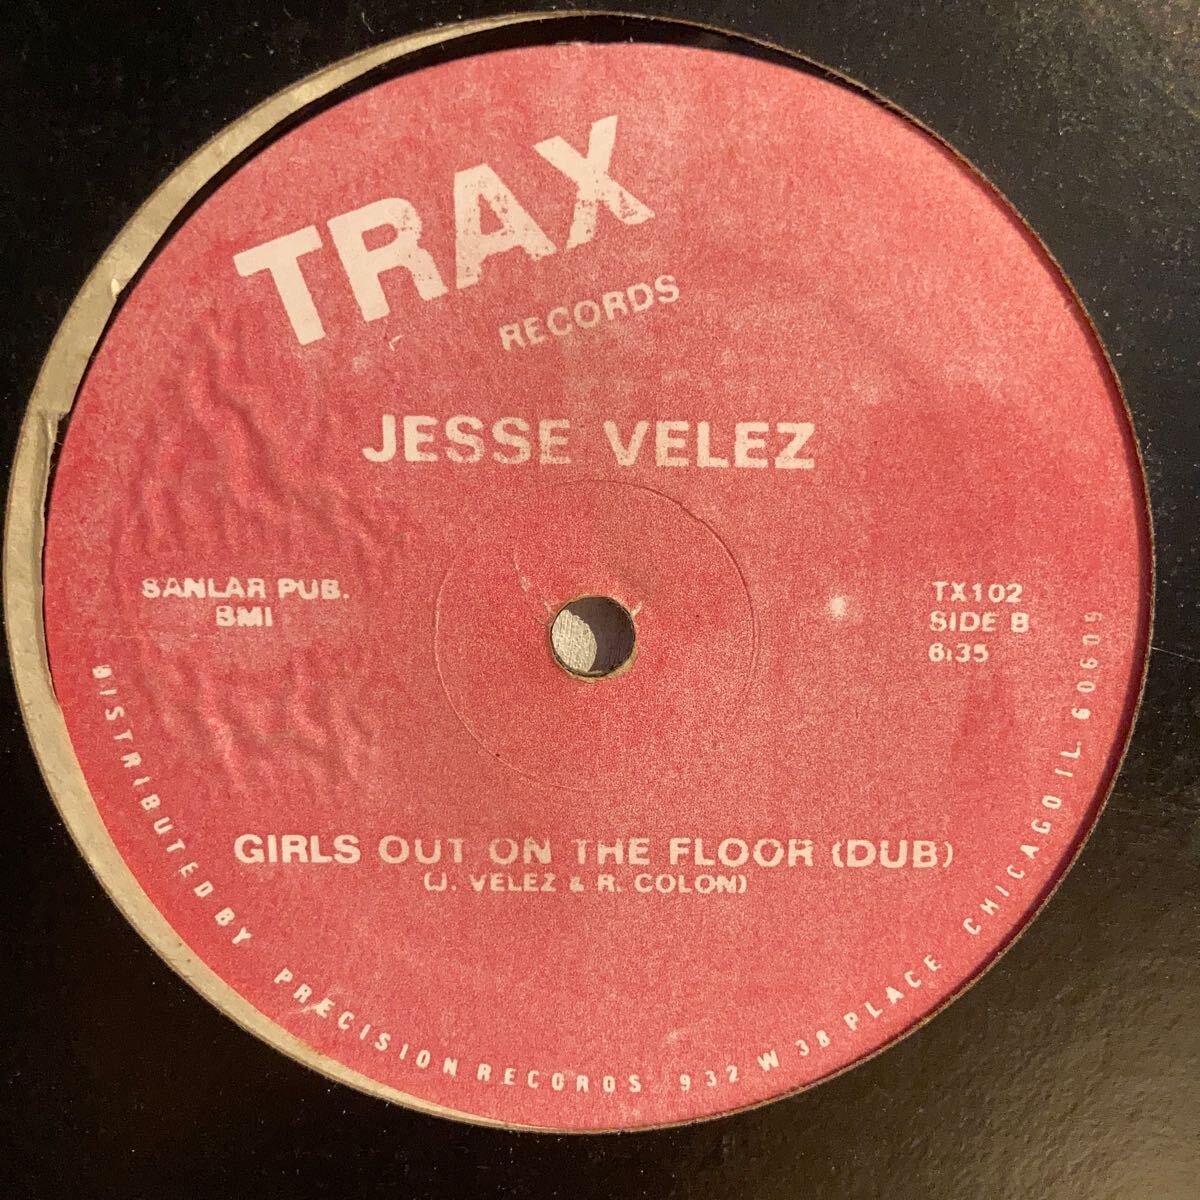 TRAX
RECORDS
JESSE VELEZ
SANLAR PUB.
BMI
TX102
SIDE B
6:35
GIRLS OUT ON THE FLOOR (DUB)
(J. VELEZ & R. COLON)
DISTRIBUTED BY PRECISION RECORDS 932 W 38 PLACE CHICAGO IL. 60609